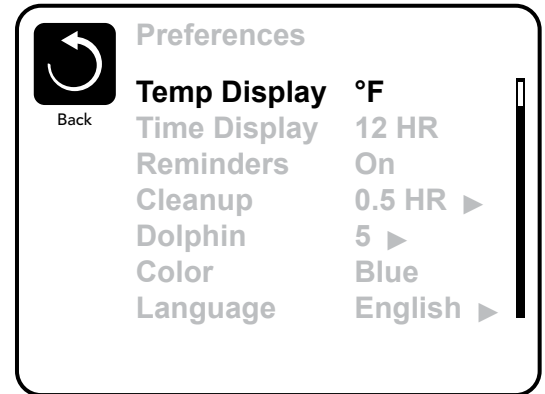 Preferences
Back
Temp Display °F
Time Display 12 HR
Reminders On
Cleanup 0.5 HR ▶
Dolphin 5 ▶
Color Blue
Language English ▶